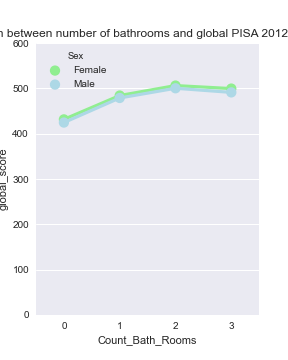 n between number of bathrooms and global PISA 2012
600
Sex
Female
Male
500
400
300
200
100
0
global_score
0 1 2 3
Count_Bath_Rooms